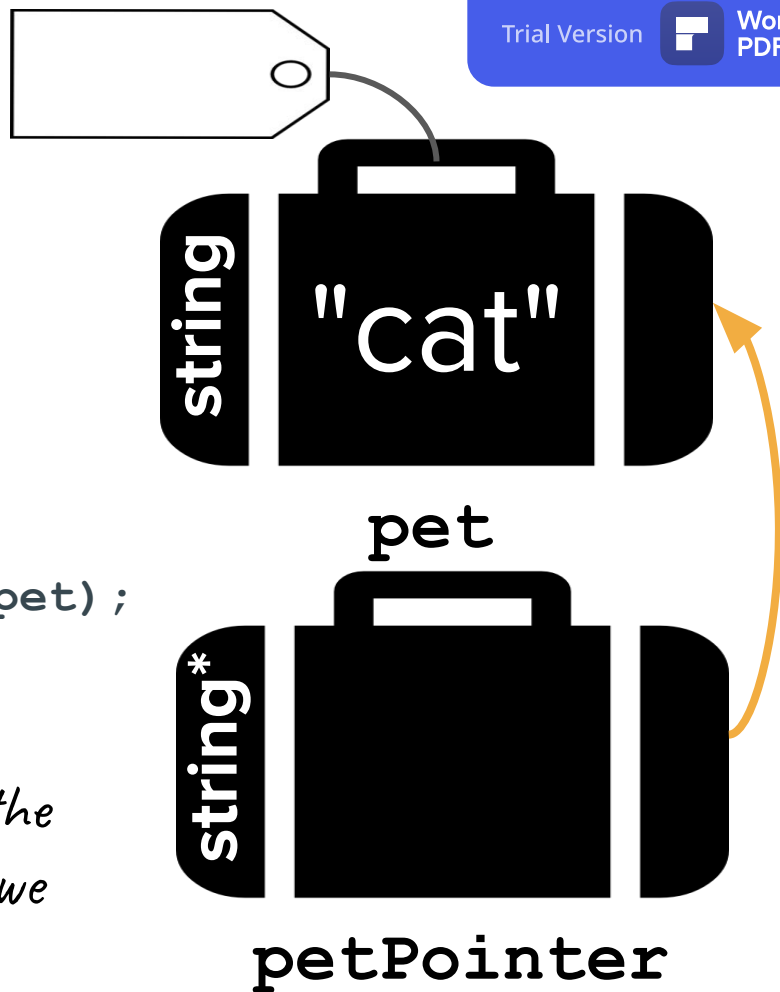 Trial Version
string
"cat"
pet
pet);
string*
the
we
petPointer